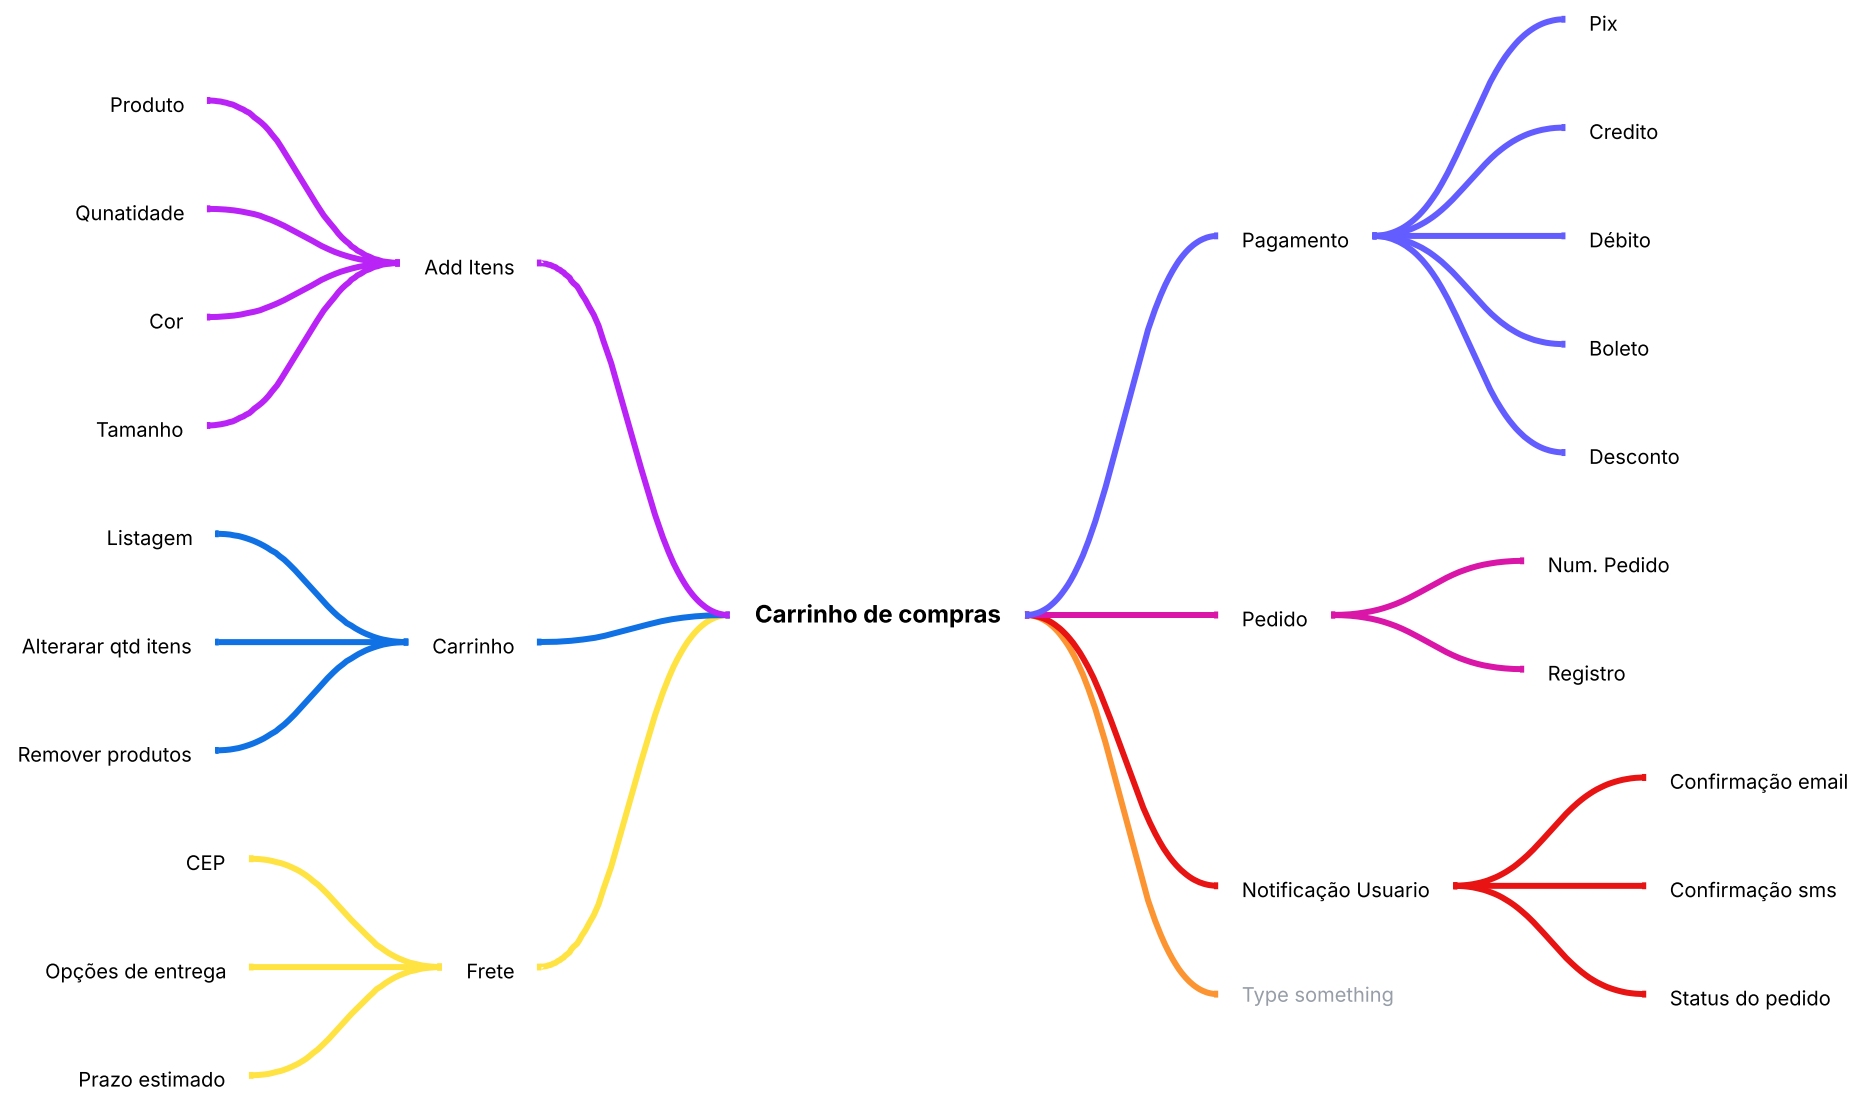 Produto
Qunatidade
Cor
Tamanho
Add Itens
Listagem
Alterarar qtd itens
Remover produtos
Carrinho
CEP
Opções de entrega
Prazo estimado
Frete
Carrinho de compras
Pagamento
Pix
Credito
Débito
Boleto
Desconto
Pedido
Num. Pedido
Registro
Notificação Usuario
Confirmação email
Confirmação sms
Status do pedido
Type something